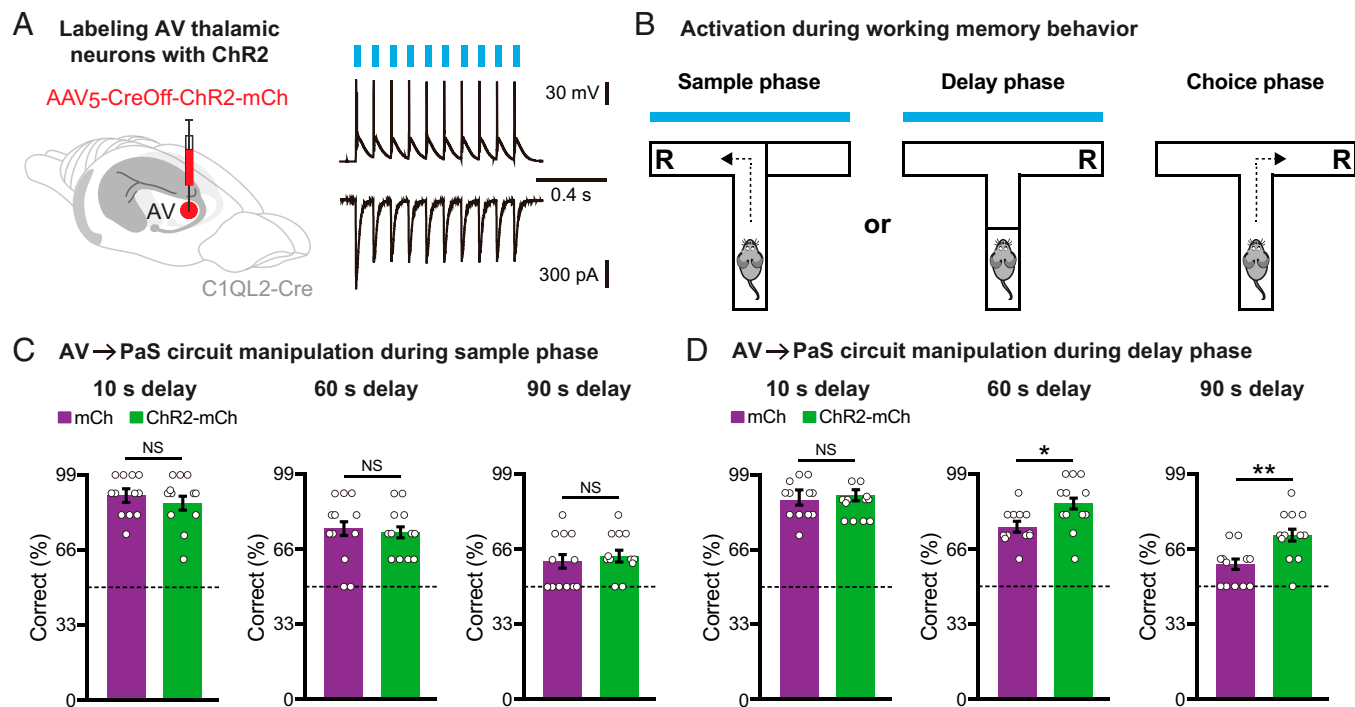 A
Labeling AV thalamic
neurons with ChR2
AAV5-CreOff-ChR2-mCh
AV
C1QL2-Cre
30 mV
0.4 s
300 pA
B
Activation during working memory behavior
Sample phase
Delay phase
Choice phase
R
R
R
or
C
AV → PaS circuit manipulation during sample phase
10 s delay
60 s delay
90 s delay
mCh
ChR2-mCh
Correct (%)
99
66
33
0
NS
Correct (%)
99
66
33
0
NS
Correct (%)
99
66
33
0
NS
D
AV → PaS circuit manipulation during delay phase
10 s delay
60 s delay
90 s delay
mCh
ChR2-mCh
Correct (%)
99
66
33
0
NS
Correct (%)
99
66
33
0
*
Correct (%)
99
66
33
0
**